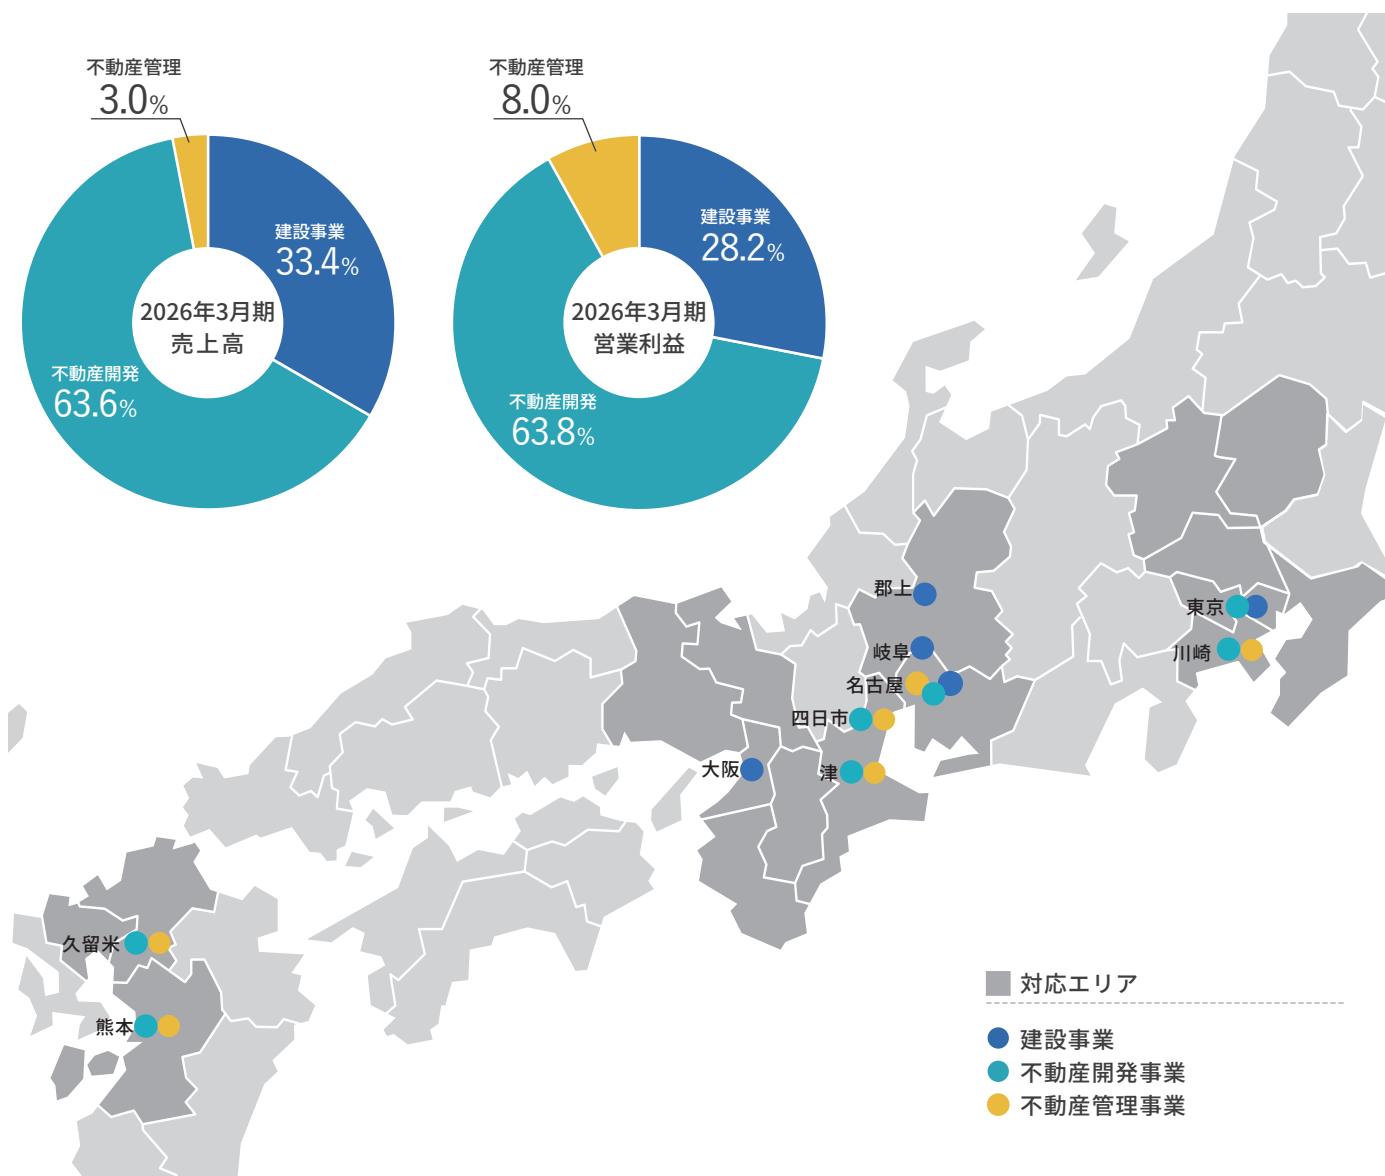 不動産管理
3.0%
建設事業
33.4%
2026年3月期
売上高
不動産開発
63.6%
不動産管理
8.0%
建設事業
28.2%
2026年3月期
営業利益
不動産開発
63.8%
郡上
岐阜
名古屋
四日市
大阪
津
東京
川崎
久留米
熊本
対応エリア
建設事業
不動産開発事業
不動産管理事業